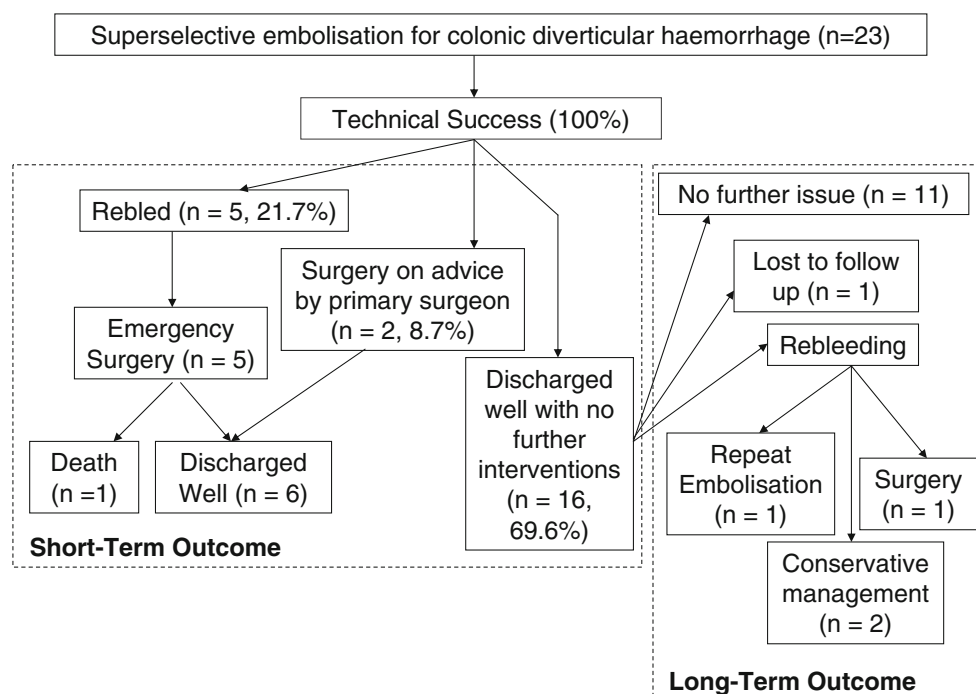 Superselective embolisation for colonic diverticular haemorrhage (n=23)
Technical Success (100%)
Rebled (n = 5, 21.7%)
Surgery on advice
by primary surgeon
(n = 2, 8.7%)
Emergency
Surgery (n = 5)
Discharged
well with no
further
interventions
(n = 16,
69.6%)
Death
(n =1)
Discharged
Well (n = 6)
Short-Term Outcome
No further issue (n = 11)
Lost to follow
up (n = 1)
Rebleeding
Repeat
Embolisation
(n = 1)
Surgery
(n = 1)
Conservative
management
(n = 2)
Long-Term Outcome